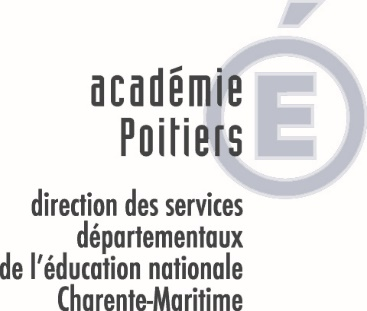 académie
Poitiers
É
direction des services
départementaux
de l'éducation nationale
Charente-Maritime